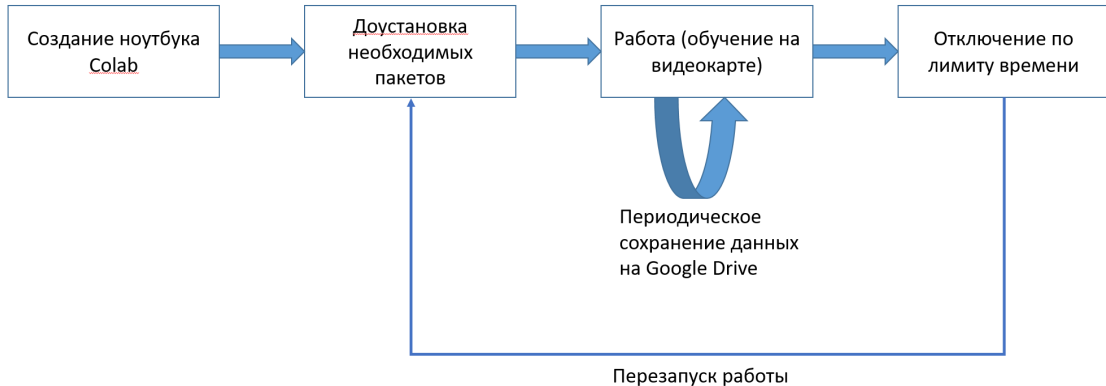 Создание ноутбука
Colab
Доустановка
необходимых
пакетов
Работа (обучение на
видеокарте)
Отключение по
лимиту времени
Периодическое
сохранение данных
на Google Drive
Перезапуск работы